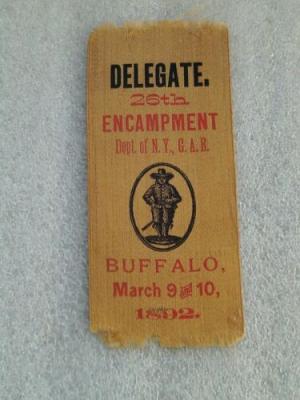 DELEGATE.
26th
ENCAMPMENT
Dept. of N. Y., G. A. R.
BUFFALO,
March 9 and 10,
1892.